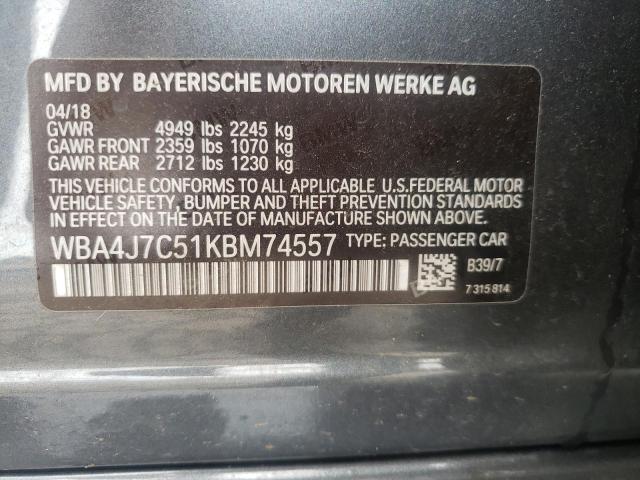 MFD BY BAYERISCHE MOTOREN WERKE AG
04/18
GVWR 4949 lbs 2245 kg
GAWR FRONT 2359 lbs 1070 kg
GAWR REAR 2712 lbs 1230 kg
THIS VEHICLE CONFORMS TO ALL APPLICABLE U.S.FEDERAL MOTOR
VEHICLE SAFETY, BUMPER AND THEFT PREVENTION STANDARDS
IN EFFECT ON THE DATE OF MANUFACTURE SHOWN ABOVE.
WBA4J7C51KBM74557 TYPE: PASSENGER CAR
B39/7
7 315 814